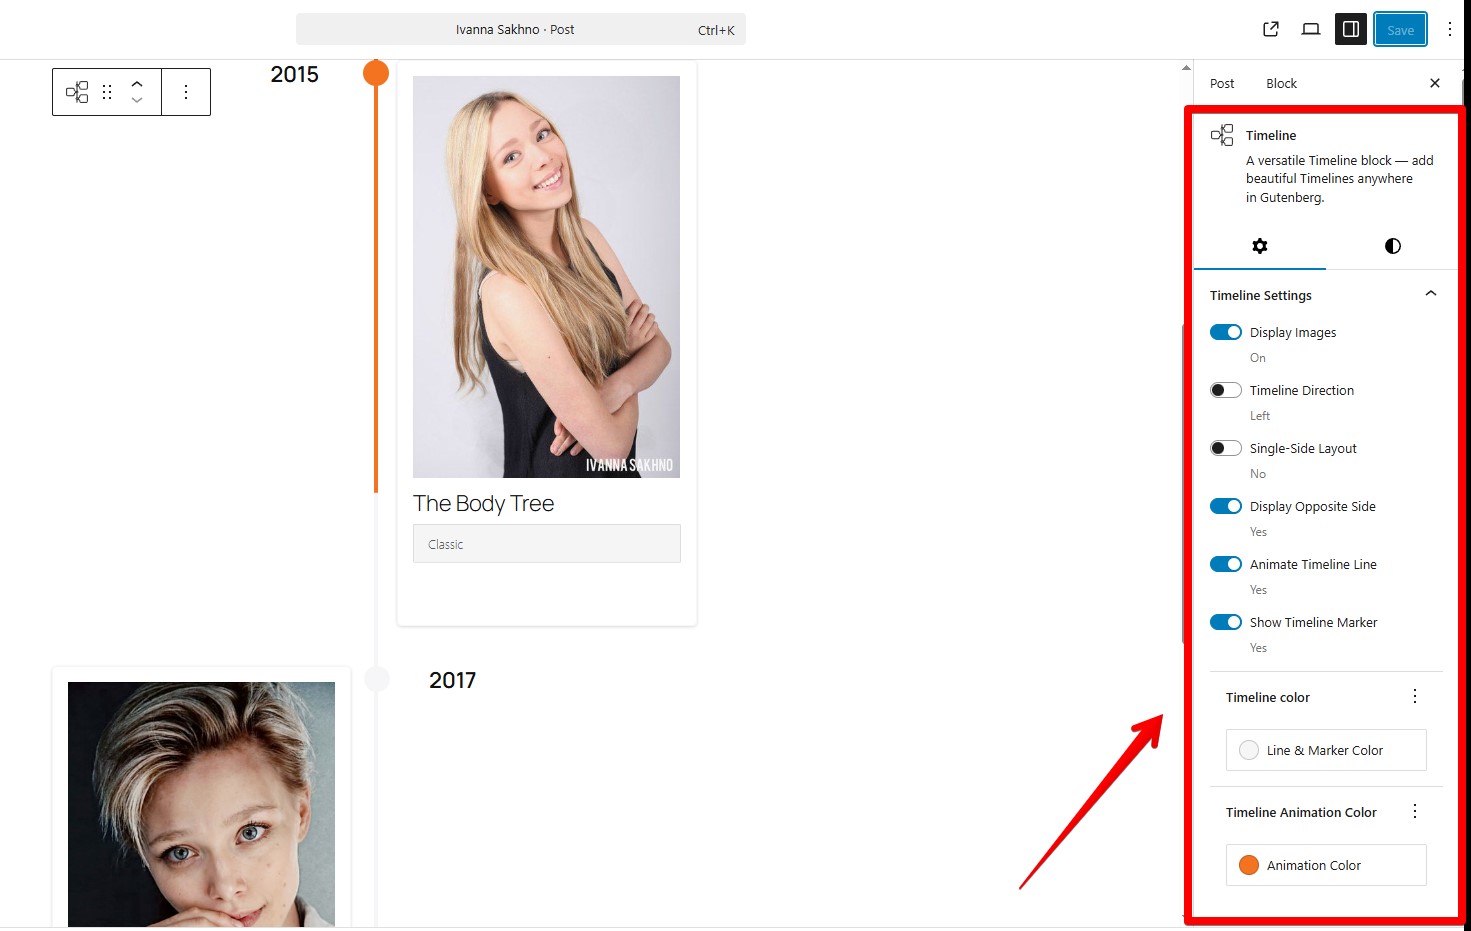 Ivanna Sakhno · Post
Ctrl+K
Save
2015
IVANNA SAKHNO
The Body Tree
Classic
2017
Post
Block
Timeline
A versatile Timeline block — add
beautiful Timelines anywhere
in Gutenberg.
Timeline Settings
Display Images
On
Timeline Direction
Left
Single-Side Layout
No
Display Opposite Side
Yes
Animate Timeline Line
Yes
Show Timeline Marker
Yes
Timeline color
Line & Marker Color
Timeline Animation Color
Animation Color